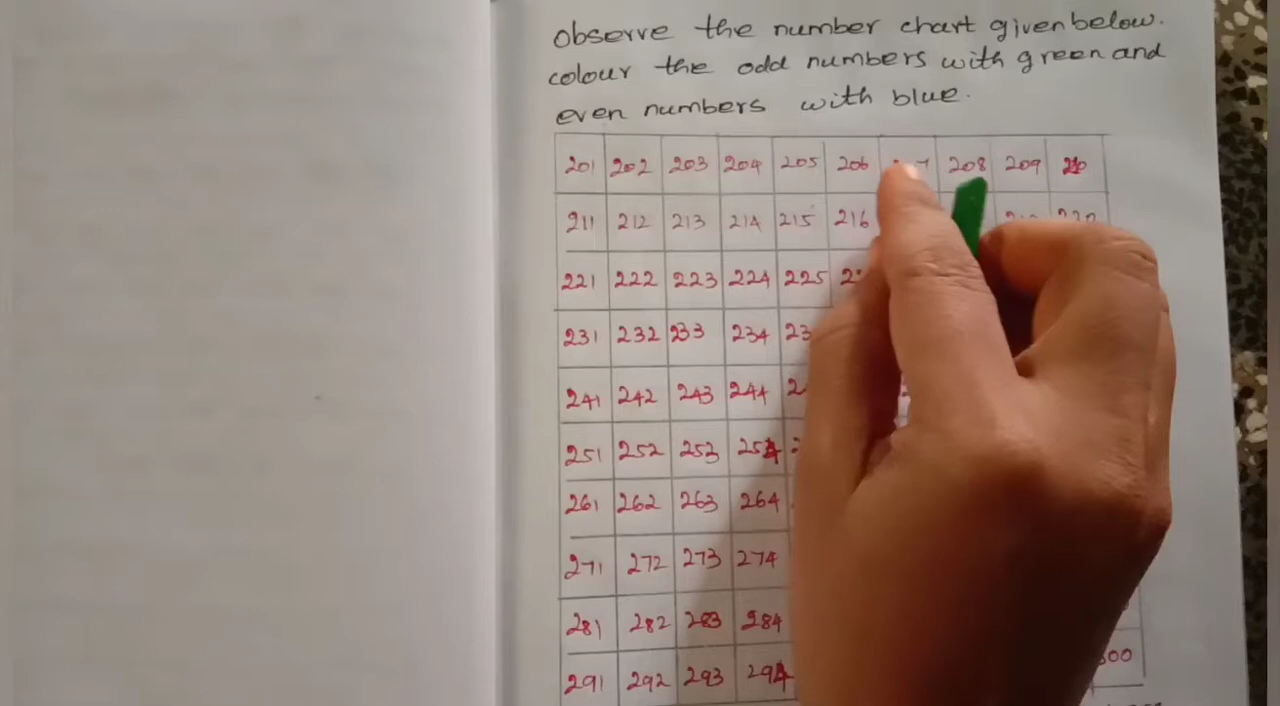 observe the number chart given below.
colour the odd numbers with green and
even numbers with blue.
201 202 203 204 205 206 208 209 210
211 212 213 214 215 216
221 222 223 224 225
231 232 233 234
241 242 243 244
251 252 253 254
261 262 263 264
271 272 273 274
281 282 283 284
291 292 293 294